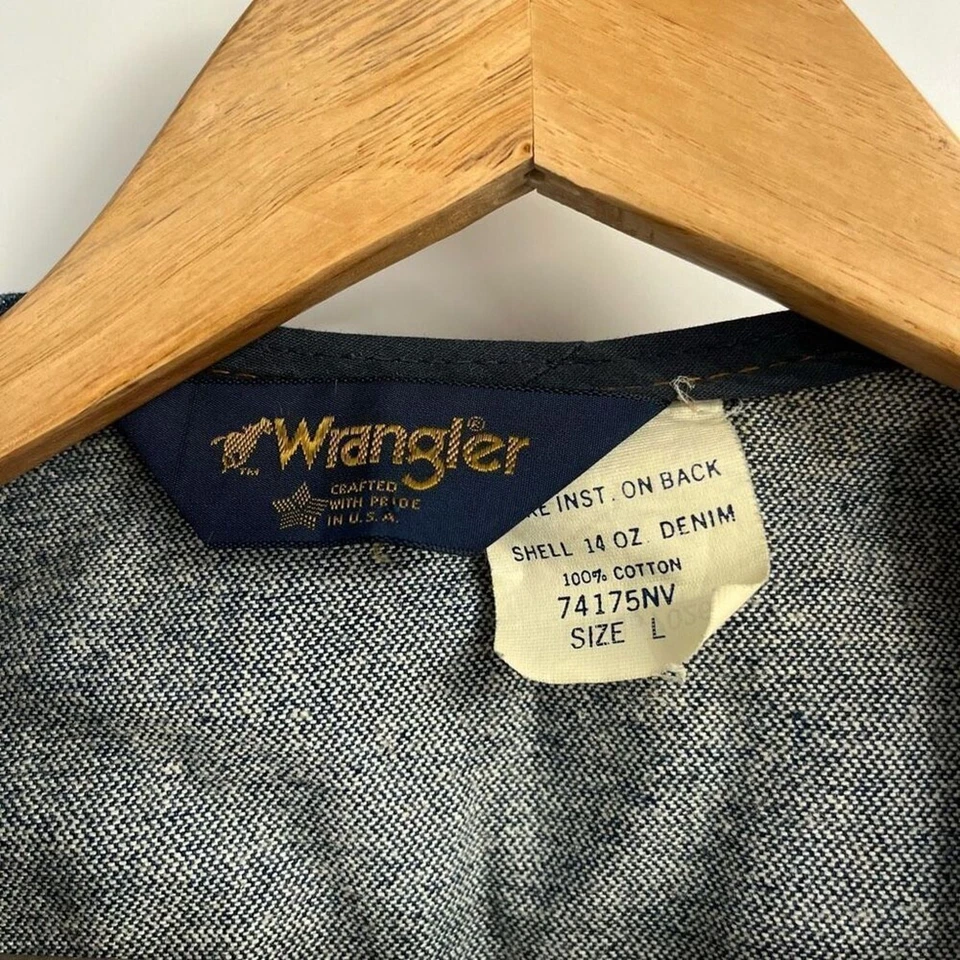 Wrangler®
TM
CRAFTED
WITH PRIDE
IN U.S.A.
INST. ON BACK
SHELL 14 OZ. DENIM
100% COTTON
74175NV
SIZE L